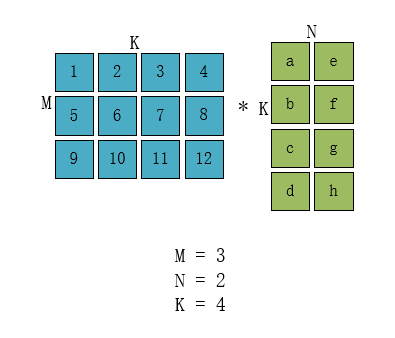 K
N
1 2 3 4
a e
M 5 6 7 8 * K b f
9 10 11 12
c g
d h
M = 3
N = 2
K = 4